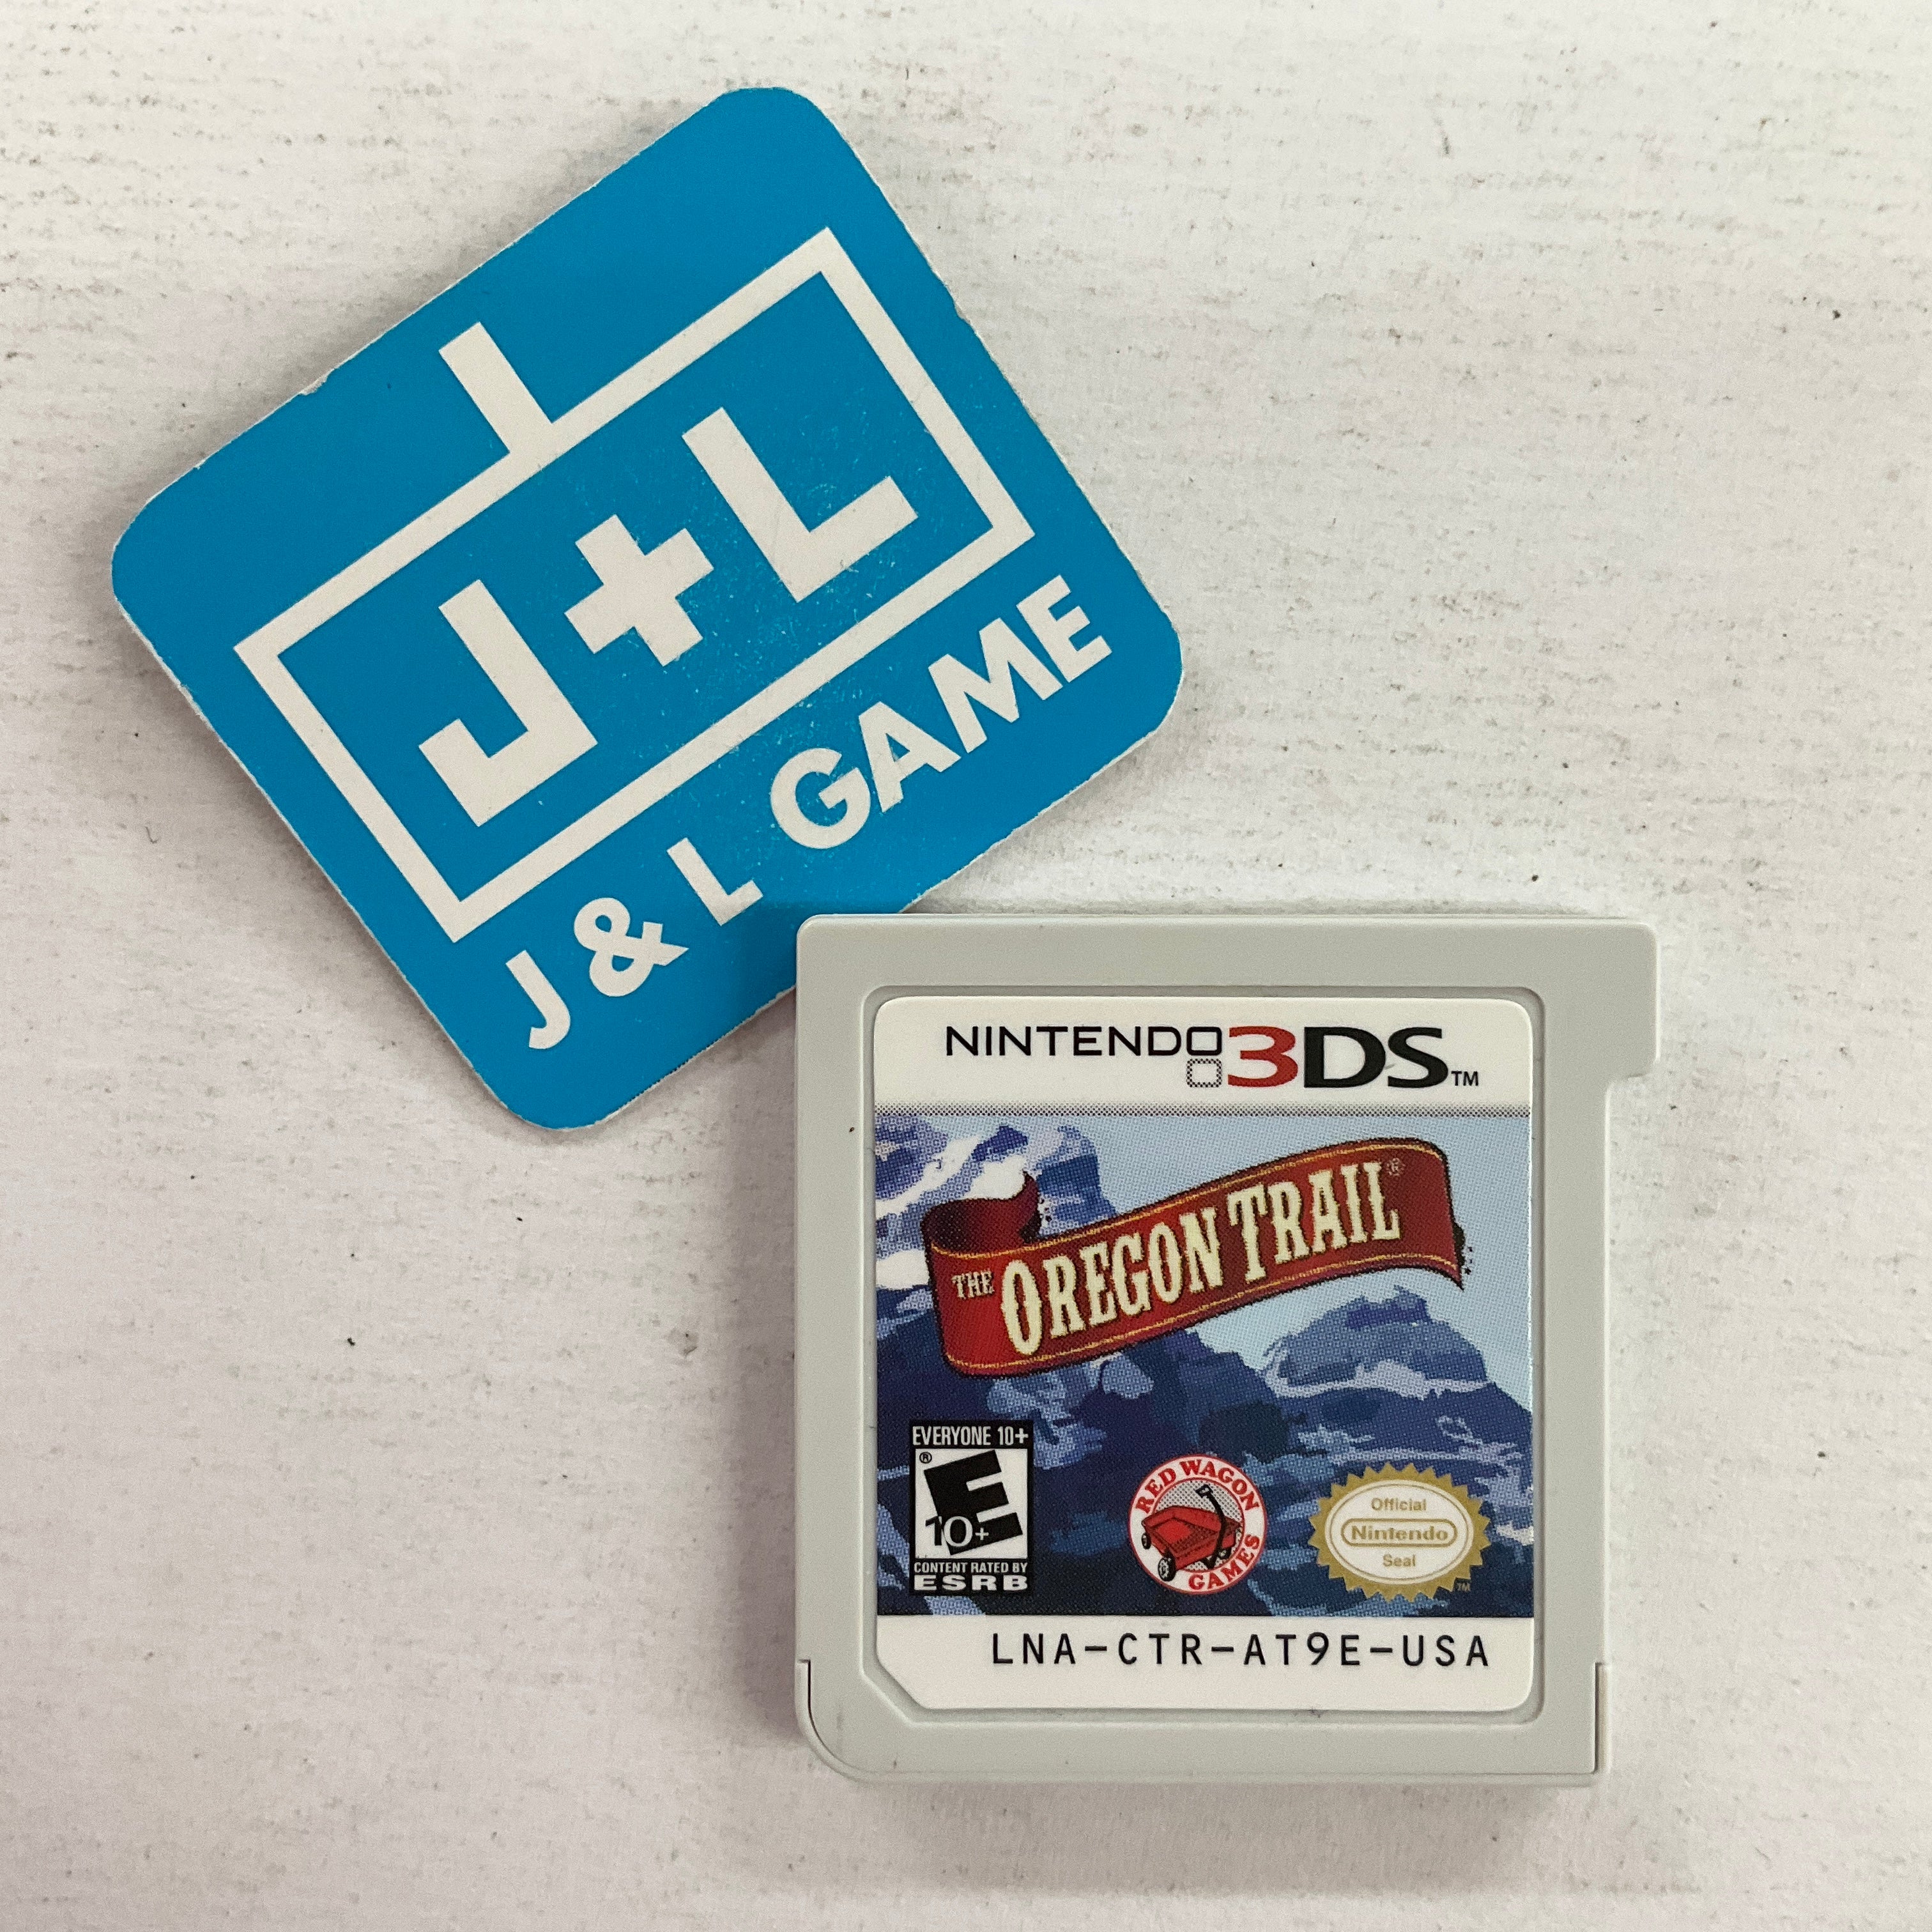 J+L
J & L GAME
NINTENDO 3DS™
THE OREGON TRAIL®
EVERYONE 10+
®
E
10+
CONTENT RATED BY
ESRB
RED WAGON
GAMES
Official
Nintendo
Seal
™
LNA-CTR-AT9E-USA